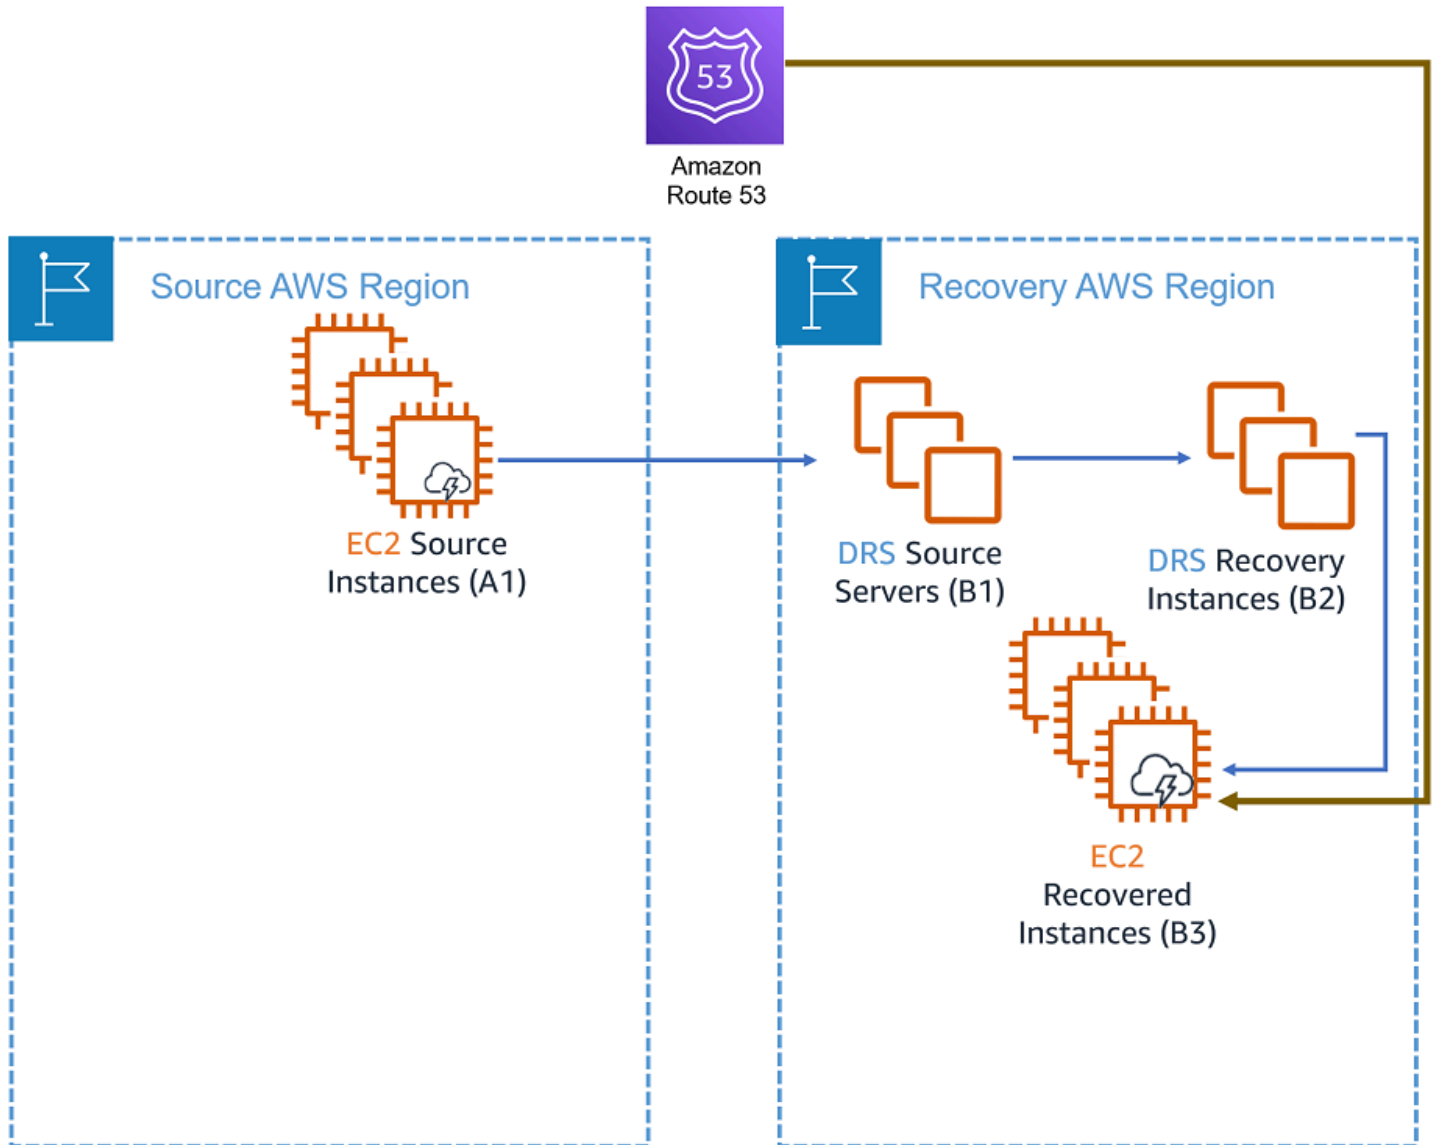 53
Amazon
Route 53
Source AWS Region
Recovery AWS Region
EC2 Source
Instances (A1)
DRS Source
Servers (B1)
DRS Recovery
Instances (B2)
EC2
Recovered
Instances (B3)